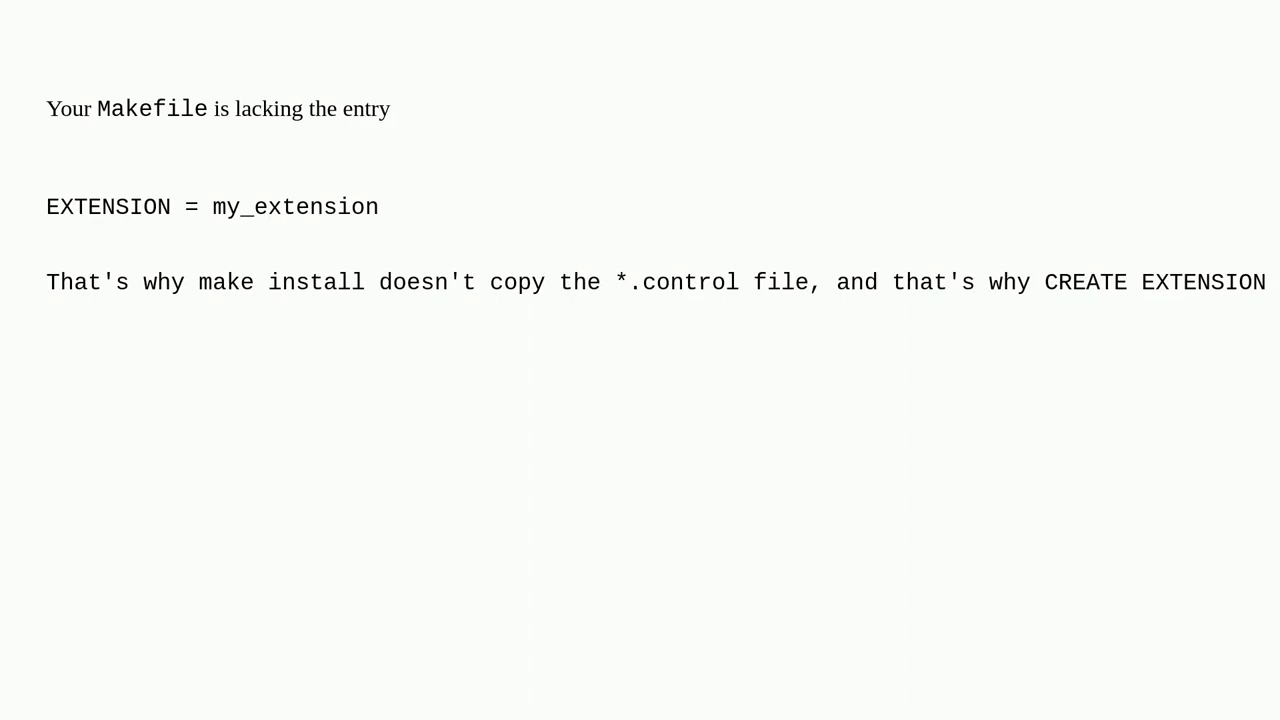 Your Makefile is lacking the entry
EXTENSION = my_extension
That's why make install doesn't copy the *.control file, and that's why CREATE EXTENSION